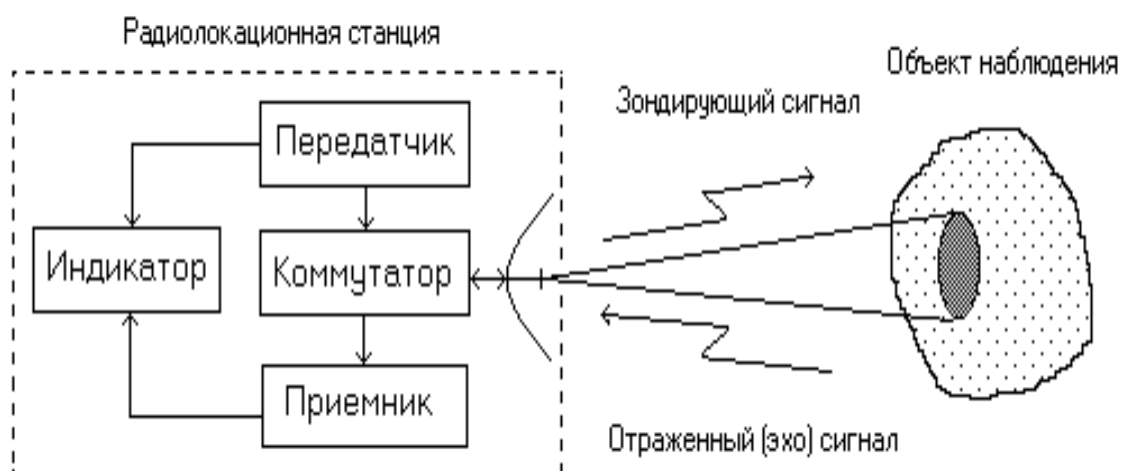 Радиолокационная станция
Объект наблюдения
Зондирующий сигнал
Передатчик
Индикатор
Коммутатор
Приемник
Отраженный (эхо) сигнал